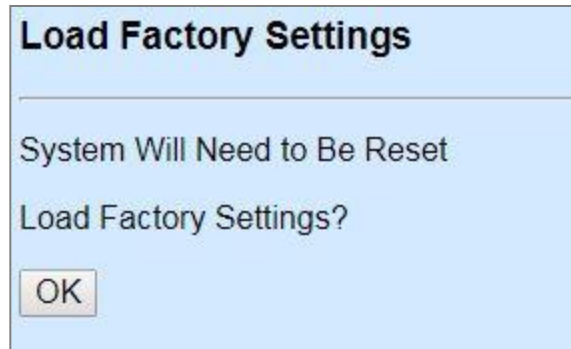 Load Factory Settings
System Will Need to Be Reset
Load Factory Settings?
OK